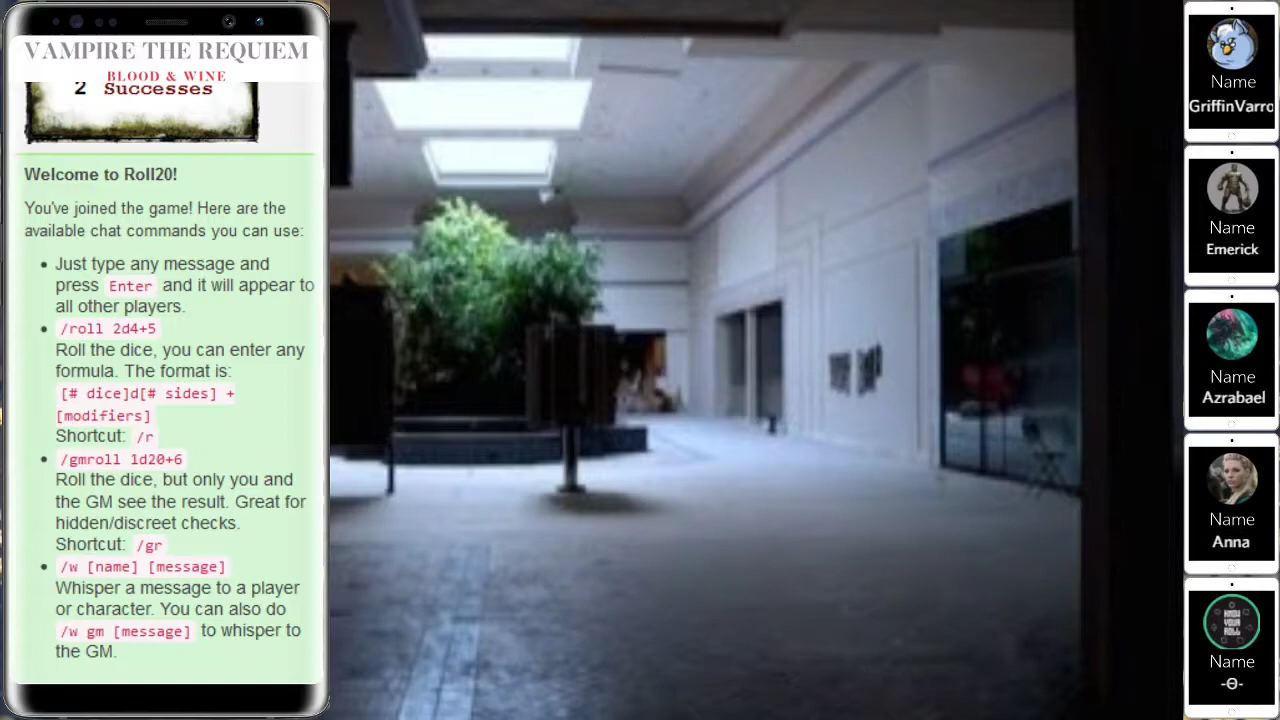 VAMPIRE THE REQUIEM
BLOOD & WINE
2 Successes
Welcome to Roll20!
You've joined the game! Here are the
available chat commands you can use:
• Just type any message and
press Enter and it will appear to
all other players.
• /roll 2d4+5
Roll the dice, you can enter any
formula. The format is:
[# dice]d[# sides] +
[modifiers]
Shortcut: /r
• /gmroll 1d20+6
Roll the dice, but only you and
the GM see the result. Great for
hidden/discreet checks.
Shortcut: /gr
• /w [name] [message]
Whisper a message to a player
or character. You can also do
/w gm [message] to whisper to
the GM.
Name
GriffinVarro
Name
Emerick
Name
Azrabael
Name
Anna
KNOW
YOUR
ROLL
Name
-Ө-